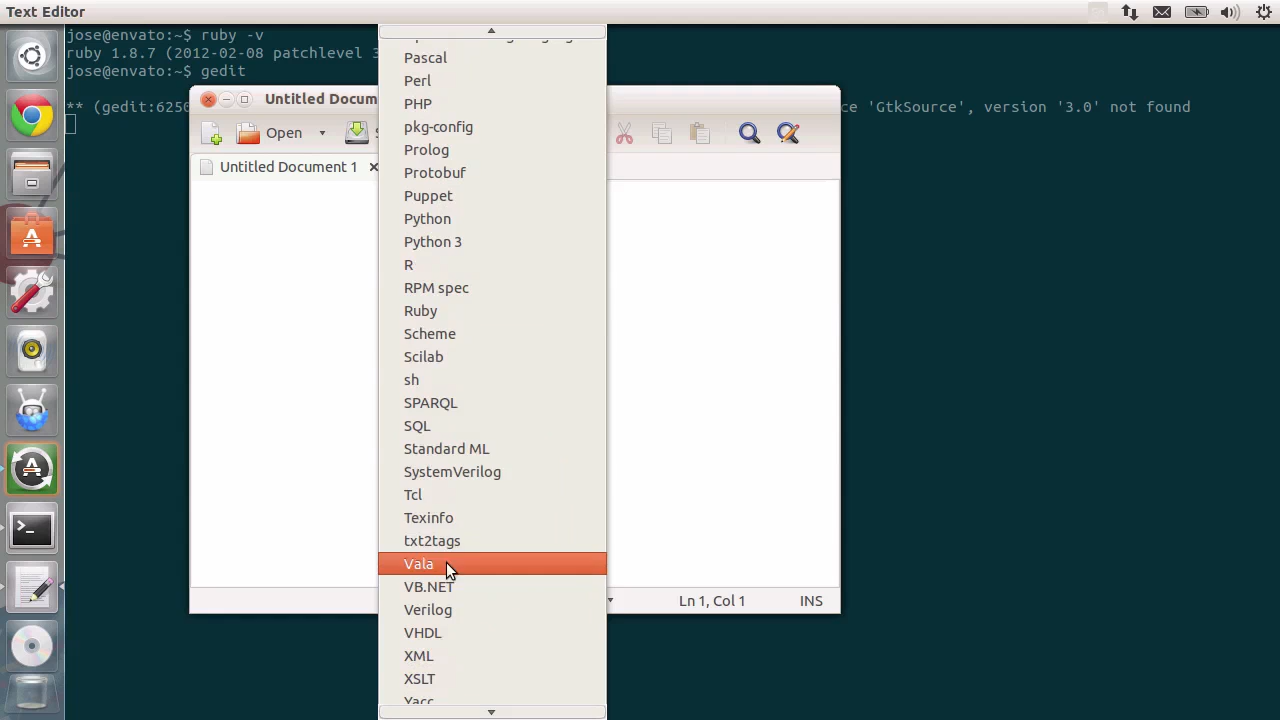 Text Editor
jose@envato:~$ ruby -v
ruby 1.8.7 (2012-02-08 patchlevel 3
jose@envato:~$ gedit
** (gedit:6250
ce 'GtkSource', version '3.0' not found
Untitled Docum
Open
Untitled Document 1
Pascal
Perl
PHP
pkg-config
Prolog
Protobuf
Puppet
Python
Python 3
R
RPM spec
Ruby
Scheme
Scilab
sh
SPARQL
SQL
Standard ML
SystemVerilog
Tcl
Texinfo
txt2tags
Vala
VB.NET
Verilog
VHDL
XML
XSLT
Yacc
Ln 1, Col 1
INS